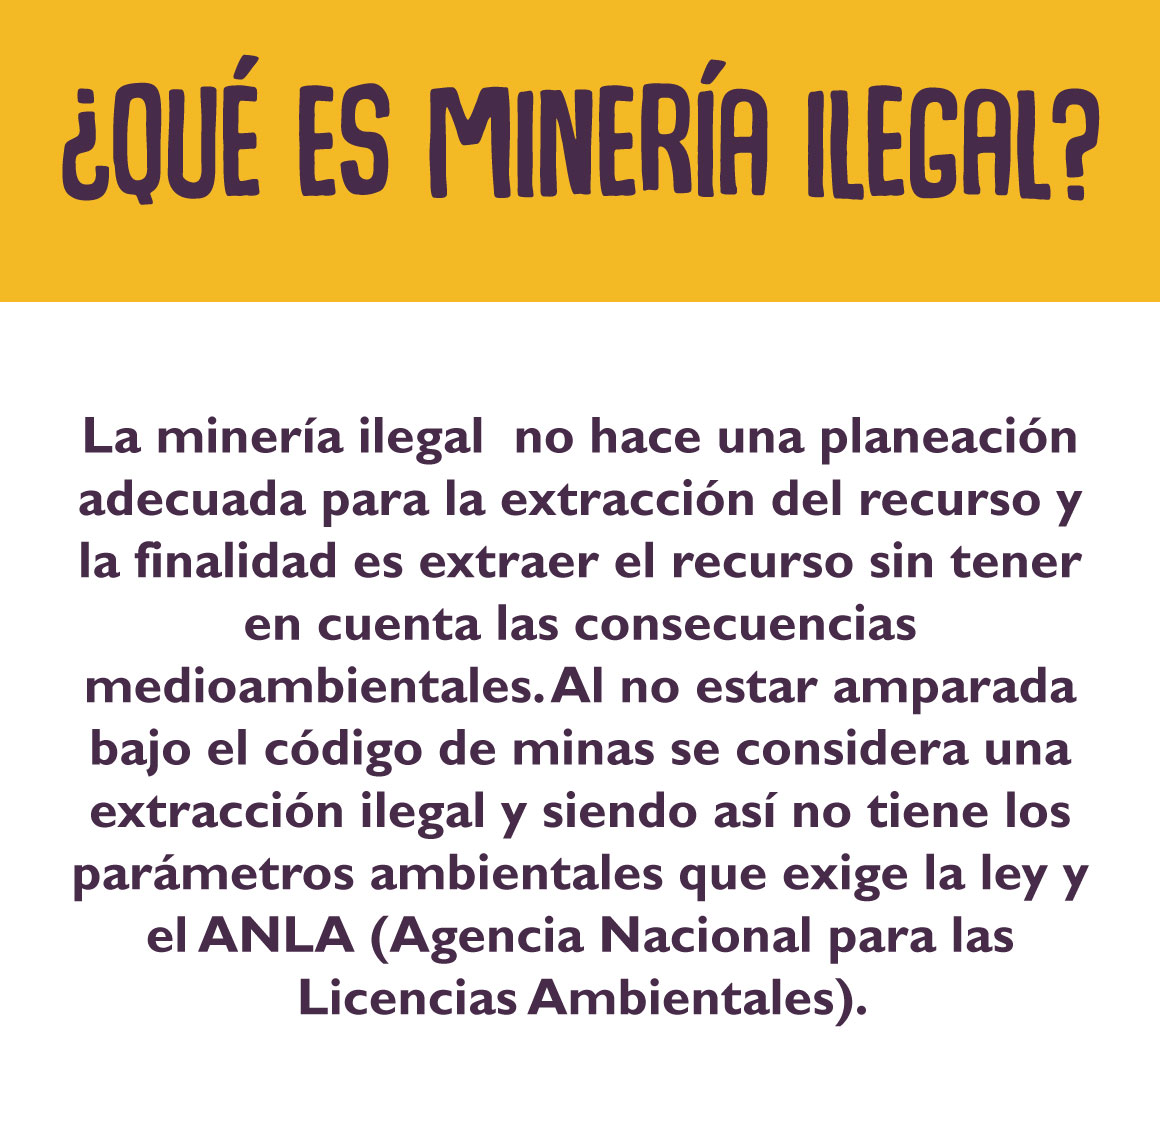 ¿QUÉ ES MINERÍA ILEGAL?
La minería ilegal  no hace una planeación
adecuada para la extracción del recurso y
la finalidad es extraer el recurso sin tener
en cuenta las consecuencias
medioambientales. Al no estar amparada
bajo el código de minas se considera una
extracción ilegal y siendo así no tiene los
parámetros ambientales que exige la ley y
el ANLA (Agencia Nacional para las
Licencias Ambientales).